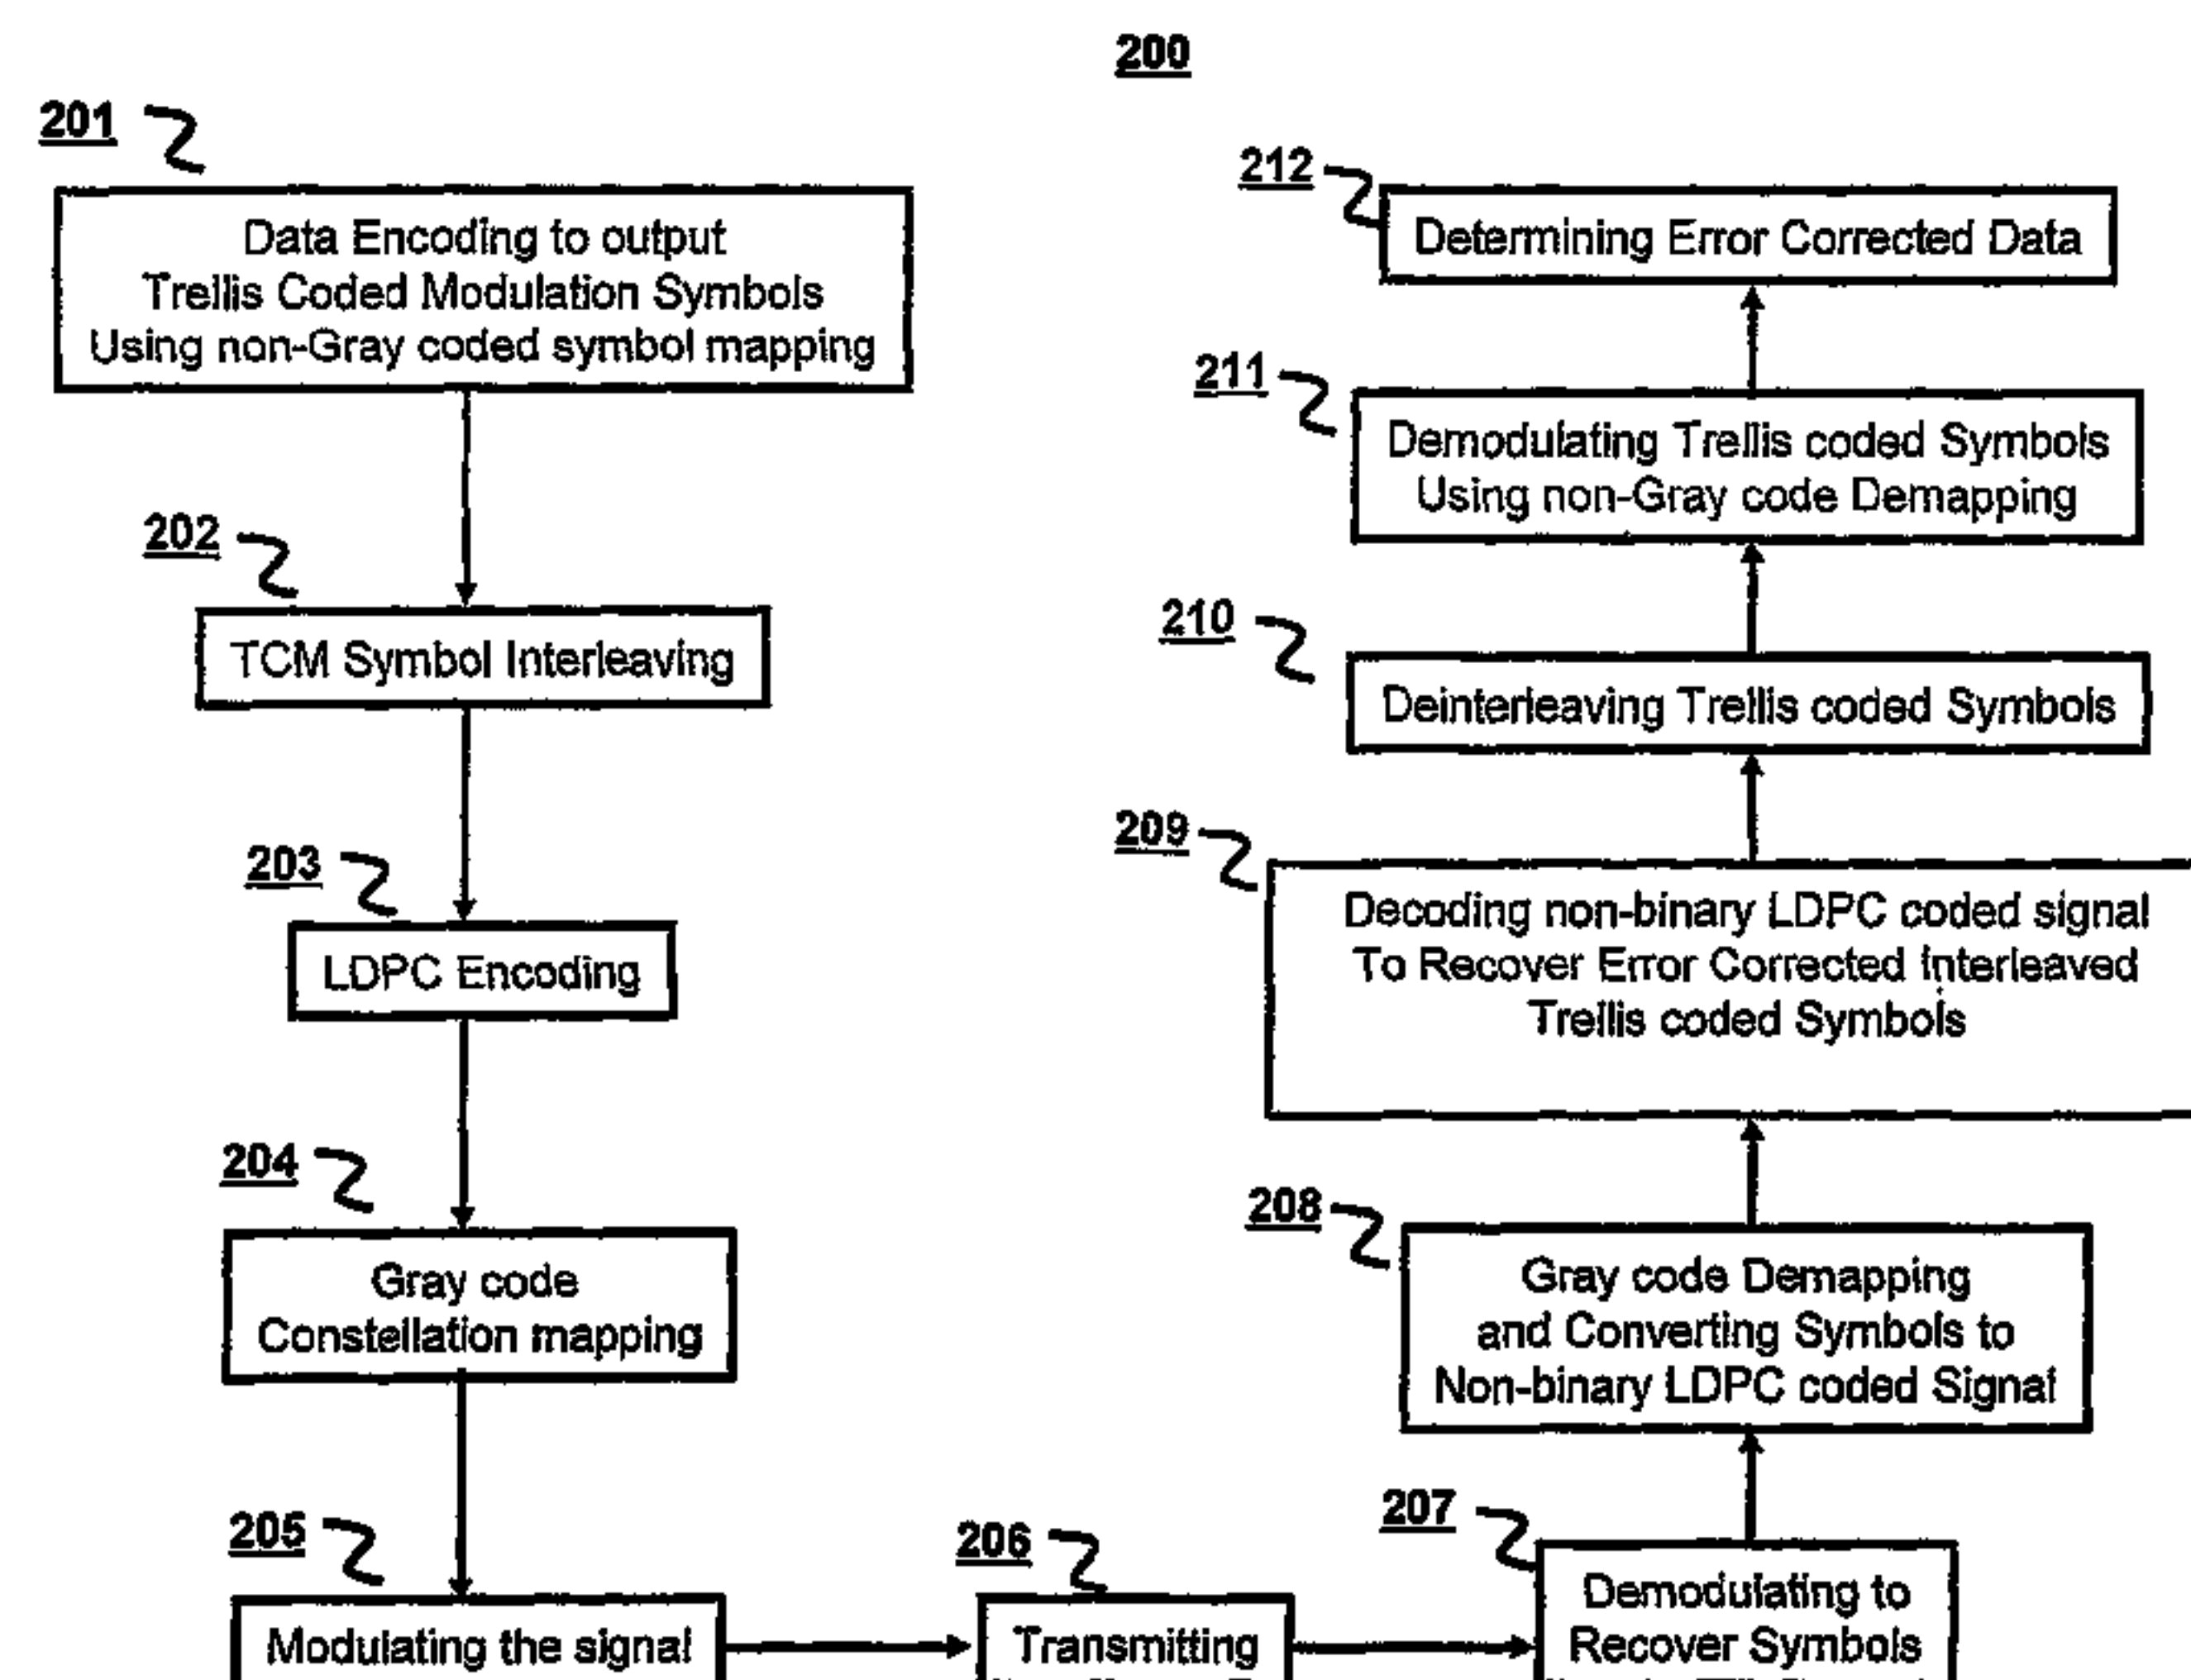 200
201
Data Encoding to output
Trellis Coded Modulation Symbols
Using non-Gray coded symbol mapping
202
TCM Symbol Interleaving
203
LDPC Encoding
204
Gray code
Constellation mapping
205
Modulating the signal
206
Transmitting
207
Demodulating to
Recover Symbols
208
Gray code Demapping
and Converting Symbols to
Non-binary LDPC coded Signal
209
Decoding non-binary LDPC coded signal
To Recover Error Corrected Interleaved
Trellis coded Symbols
210
Deinterleaving Trellis coded Symbols
211
Demodulating Trellis coded Symbols
Using non-Gray code Demapping
212
Determining Error Corrected Data